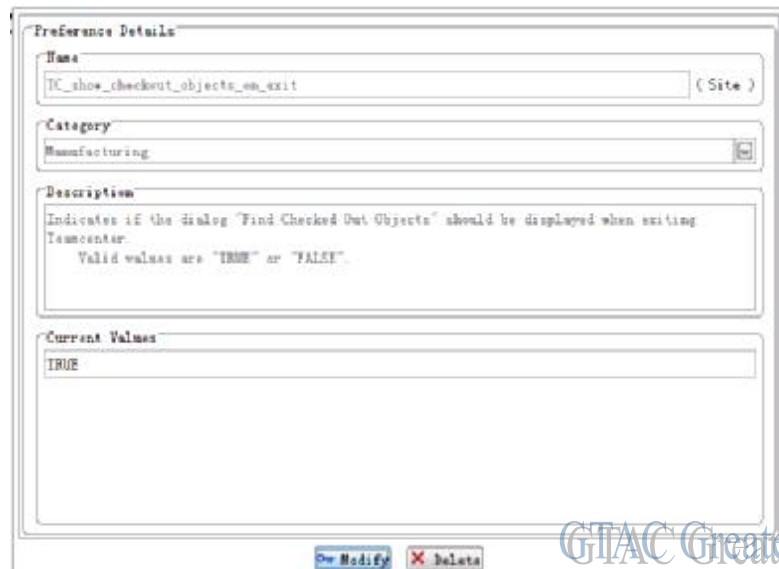 Preference Details
Name
TC_show_checkout_objects_on_exit
( Site )
Category
Manufacturing
Description
Indicates if the dialog "Find Checked Out Objects" should be displayed when exiting
Teamcenter.
Valid values are "TRUE" or "FALSE".
Current Values
TRUE
Modify
Delete
GTAC Great